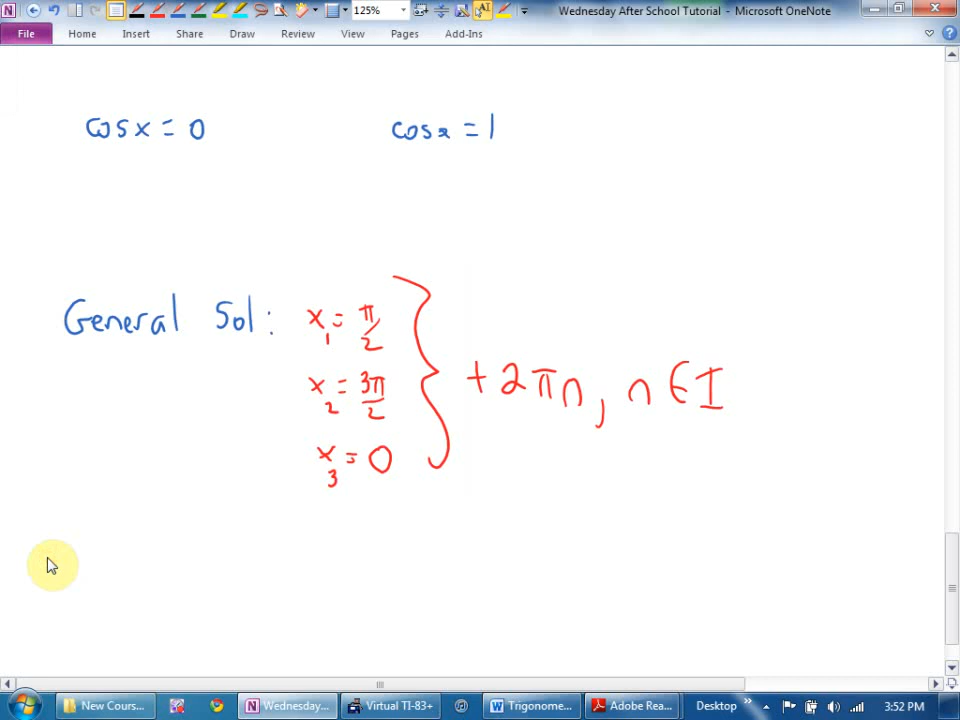 125%
Wednesday After School Tutorial - Microsoft OneNote
File Home Insert Share Draw Review View Pages Add-Ins
cosx = 0 cosx = 1
General Sol: x₁ = π/2
x₂ = 3π/2
x₃ = 0
+ 2πn, n ∈ I
New Cours... Wednesday... Virtual TI-83+ Trigonome... Adobe Rea... Desktop » 3:52 PM